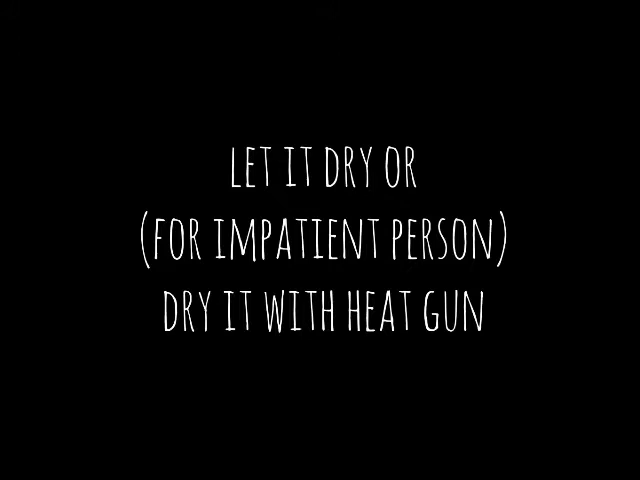 LET IT DRY OR
(FOR IMPATIENT PERSON)
DRY IT WITH HEAT GUN